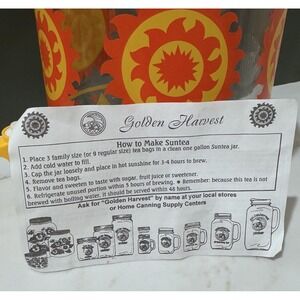 Golden Harvest
How to Make Suntea
1. Place 3 family size (or 9 regular size) tea bags in a clean one gallon Suntea jar.
2. Add cold water to fill.
3. Cap the jar loosely and place in hot sunshine for 3-4 hours to brew.
4. Remove tea bags.
5. Flavor and sweeten to taste with sugar, fruit juice or sweetener.
6. Refrigerate unused portion within 5 hours of brewing. * Remember: because this tea is not
brewed with boiling water, it should be served within 48 hours.
Ask for "Golden Harvest" by name at your local stores
or Home Canning Supply Centers